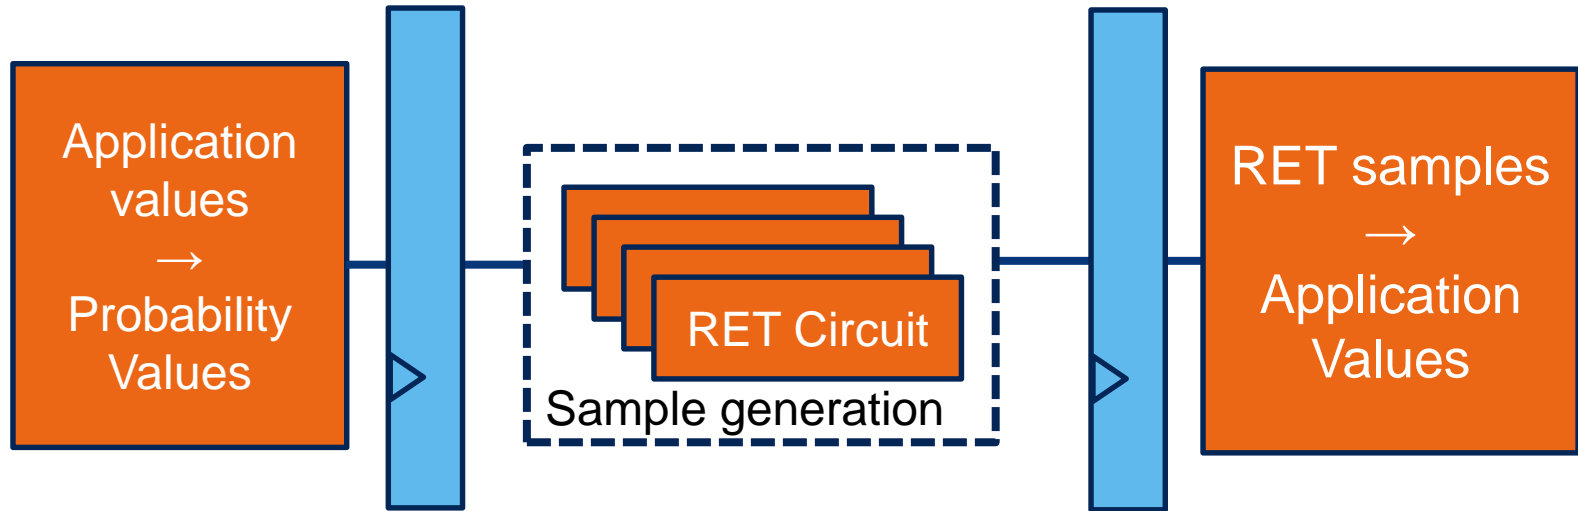 Application
values
→
Probability
Values
RET Circuit
Sample generation
RET samples
→
Application
Values